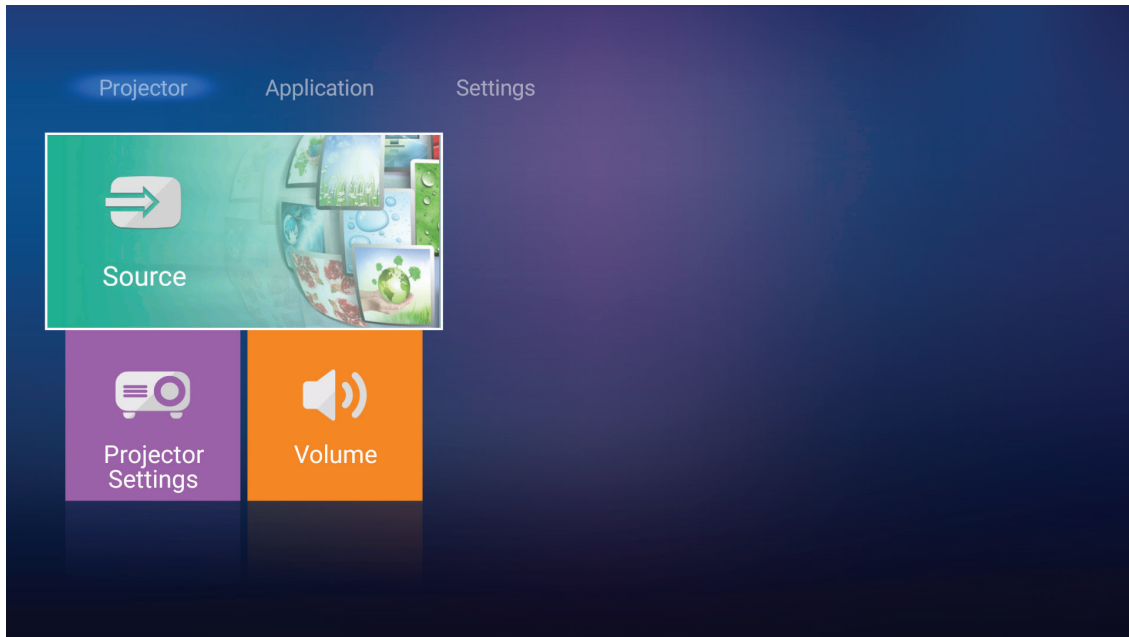 Projector Application Settings
Source
Projector
Settings
Volume